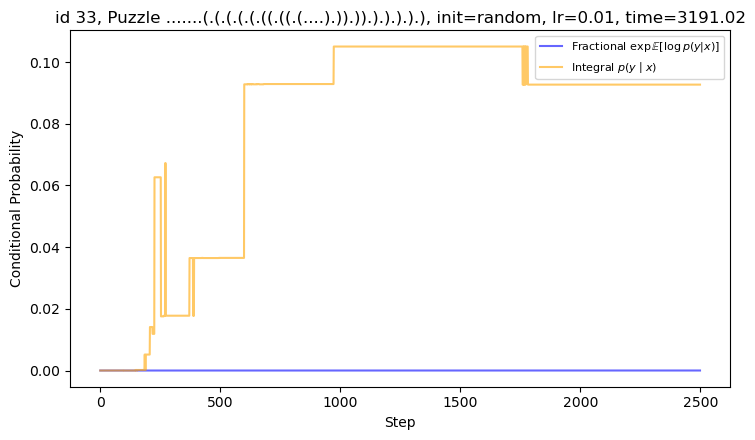 id 33, Puzzle .......(.(.(.(.(.((.((.(....).)).)).).).).).), init=random, lr=0.01, time=3191.02
Fractional exp𝔼[log p(y|x)]
Integral p(y | x)
Conditional Probability
0.10
0.08
0.06
0.04
0.02
0.00
0 500 1000 1500 2000 2500
Step